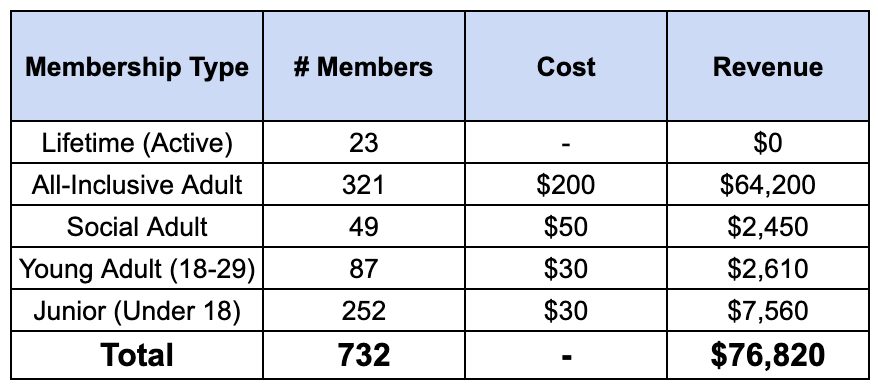 Membership Type # Members Cost Revenue
Lifetime (Active) 23 - $0
All-Inclusive Adult 321 $200 $64,200
Social Adult 49 $50 $2,450
Young Adult (18-29) 87 $30 $2,610
Junior (Under 18) 252 $30 $7,560
Total 732 - $76,820